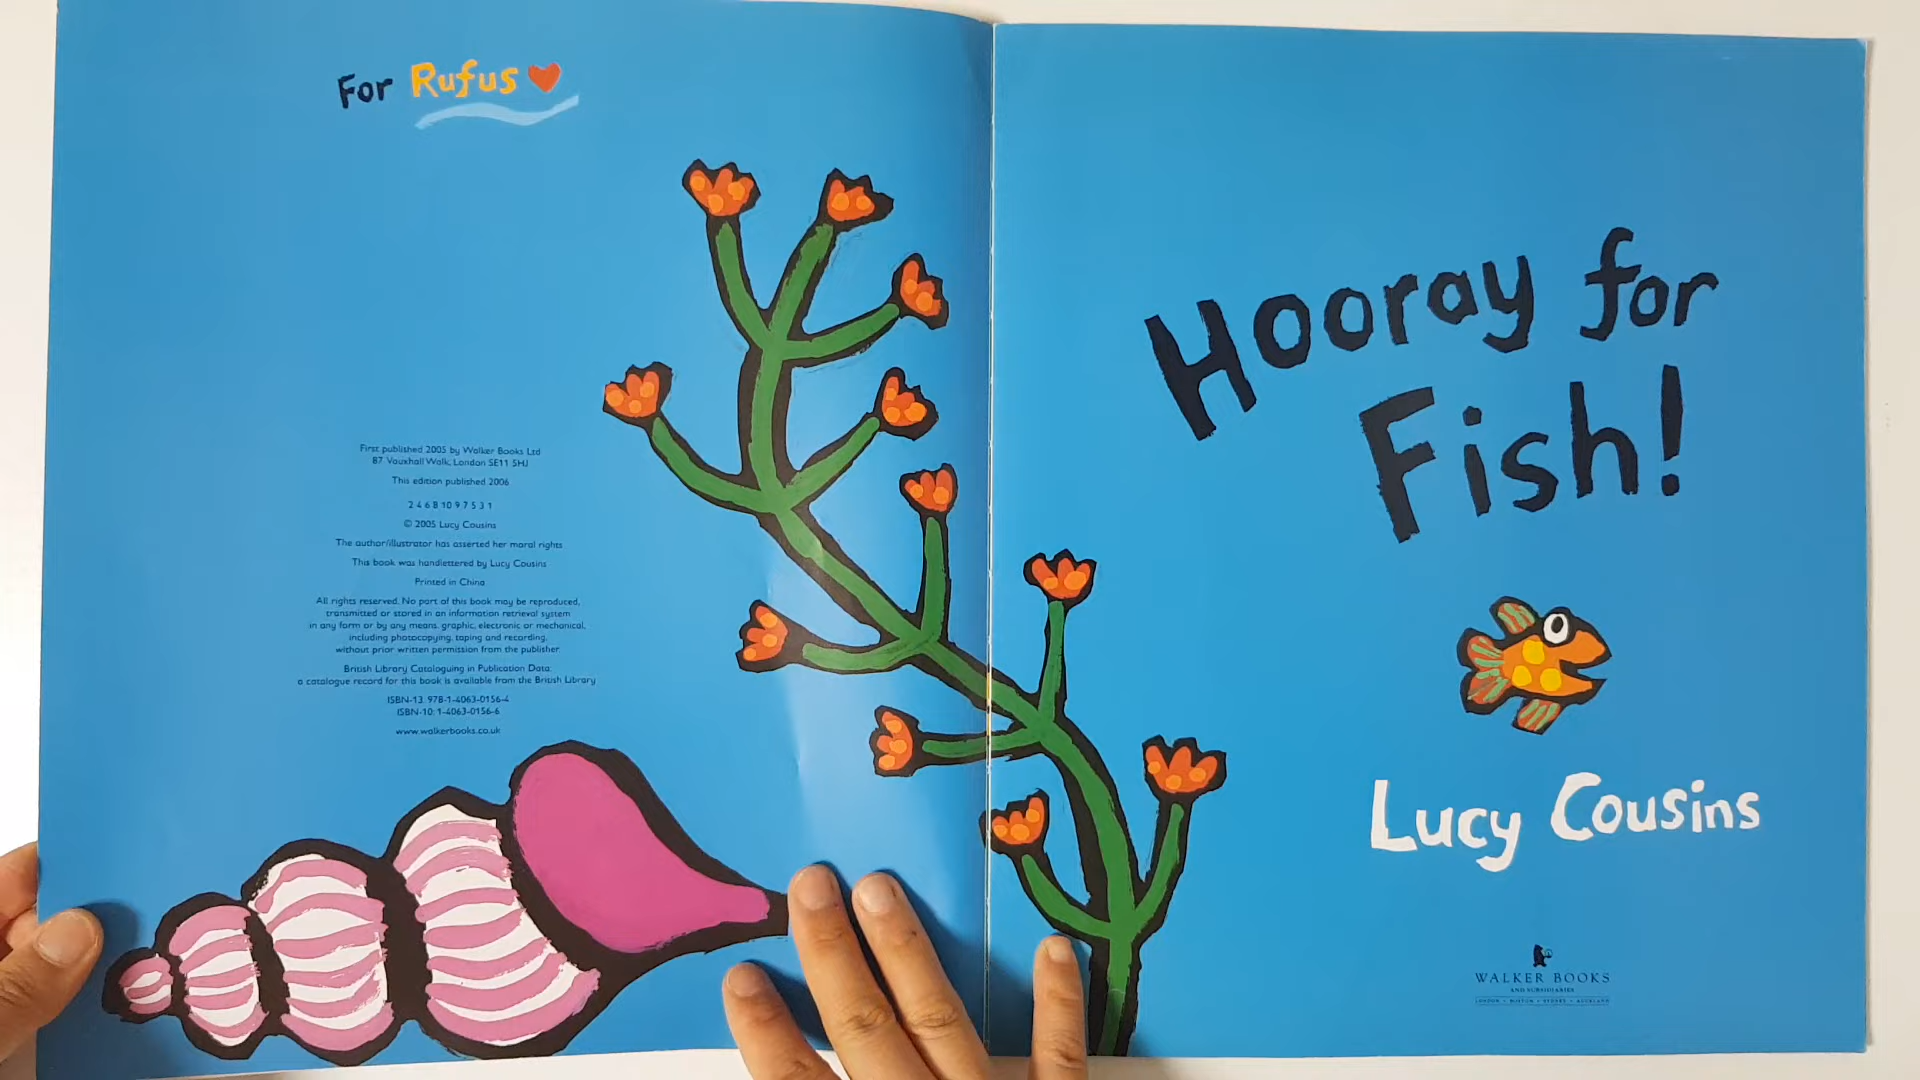 For Rufus
First published 2005 by Walker Books Ltd
87 Vauxhall Walk, London SE11 5HJ
This edition published 2006
2 4 6 8 10 9 7 5 3 1
© 2005 Lucy Cousins
The author/illustrator has asserted her moral rights
This book was handlettered by Lucy Cousins
Printed in China
All rights reserved. No part of this book may be reproduced,
transmitted or stored in an information retrieval system
in any form or by any means, graphic, electronic or mechanical,
including photocopying, taping and recording,
without prior written permission from the publisher.
British Library Cataloguing in Publication Data:
a catalogue record for this book is available from the British Library
ISBN-13: 978-1-4063-0156-4
ISBN-10: 1-4063-0156-6
www.walkerbooks.co.uk
Hooray for
Fish!
Lucy Cousins
WALKER BOOKS
AND SUBSIDIARIES
LONDON • BOSTON • SYDNEY • AUCKLAND